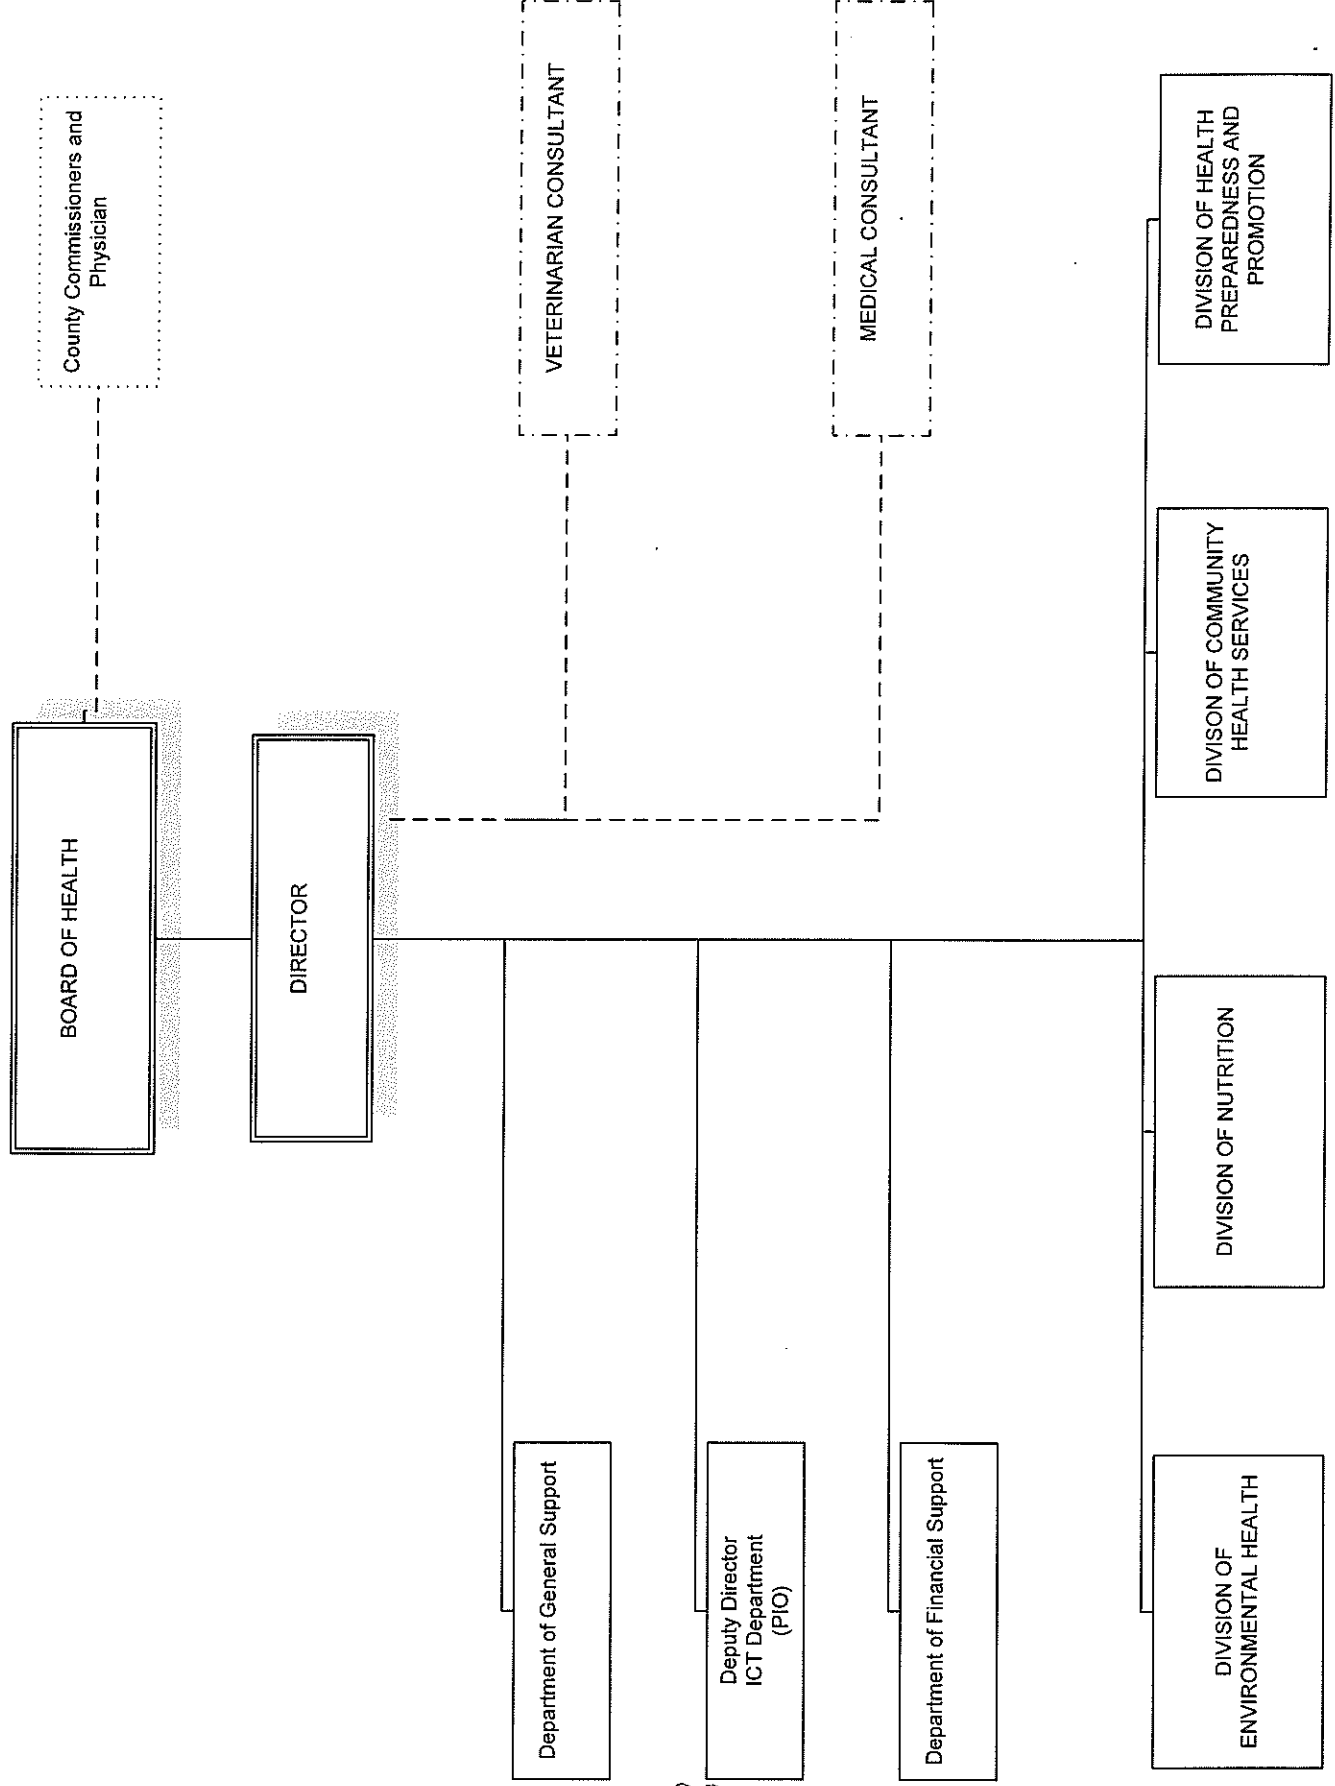 County Commissioners and
Physician
BOARD OF HEALTH
DIRECTOR
VETERINARIAN CONSULTANT
Department of General Support
Deputy Director
ICT Department
(PIO)
MEDICAL CONSULTANT
Department of Financial Support
DIVISION OF
ENVIRONMENTAL HEALTH
DIVISION OF NUTRITION
DIVISON OF COMMUNITY
HEALTH SERVICES
DIVISION OF HEALTH
PREPAREDNESS AND
PROMOTION